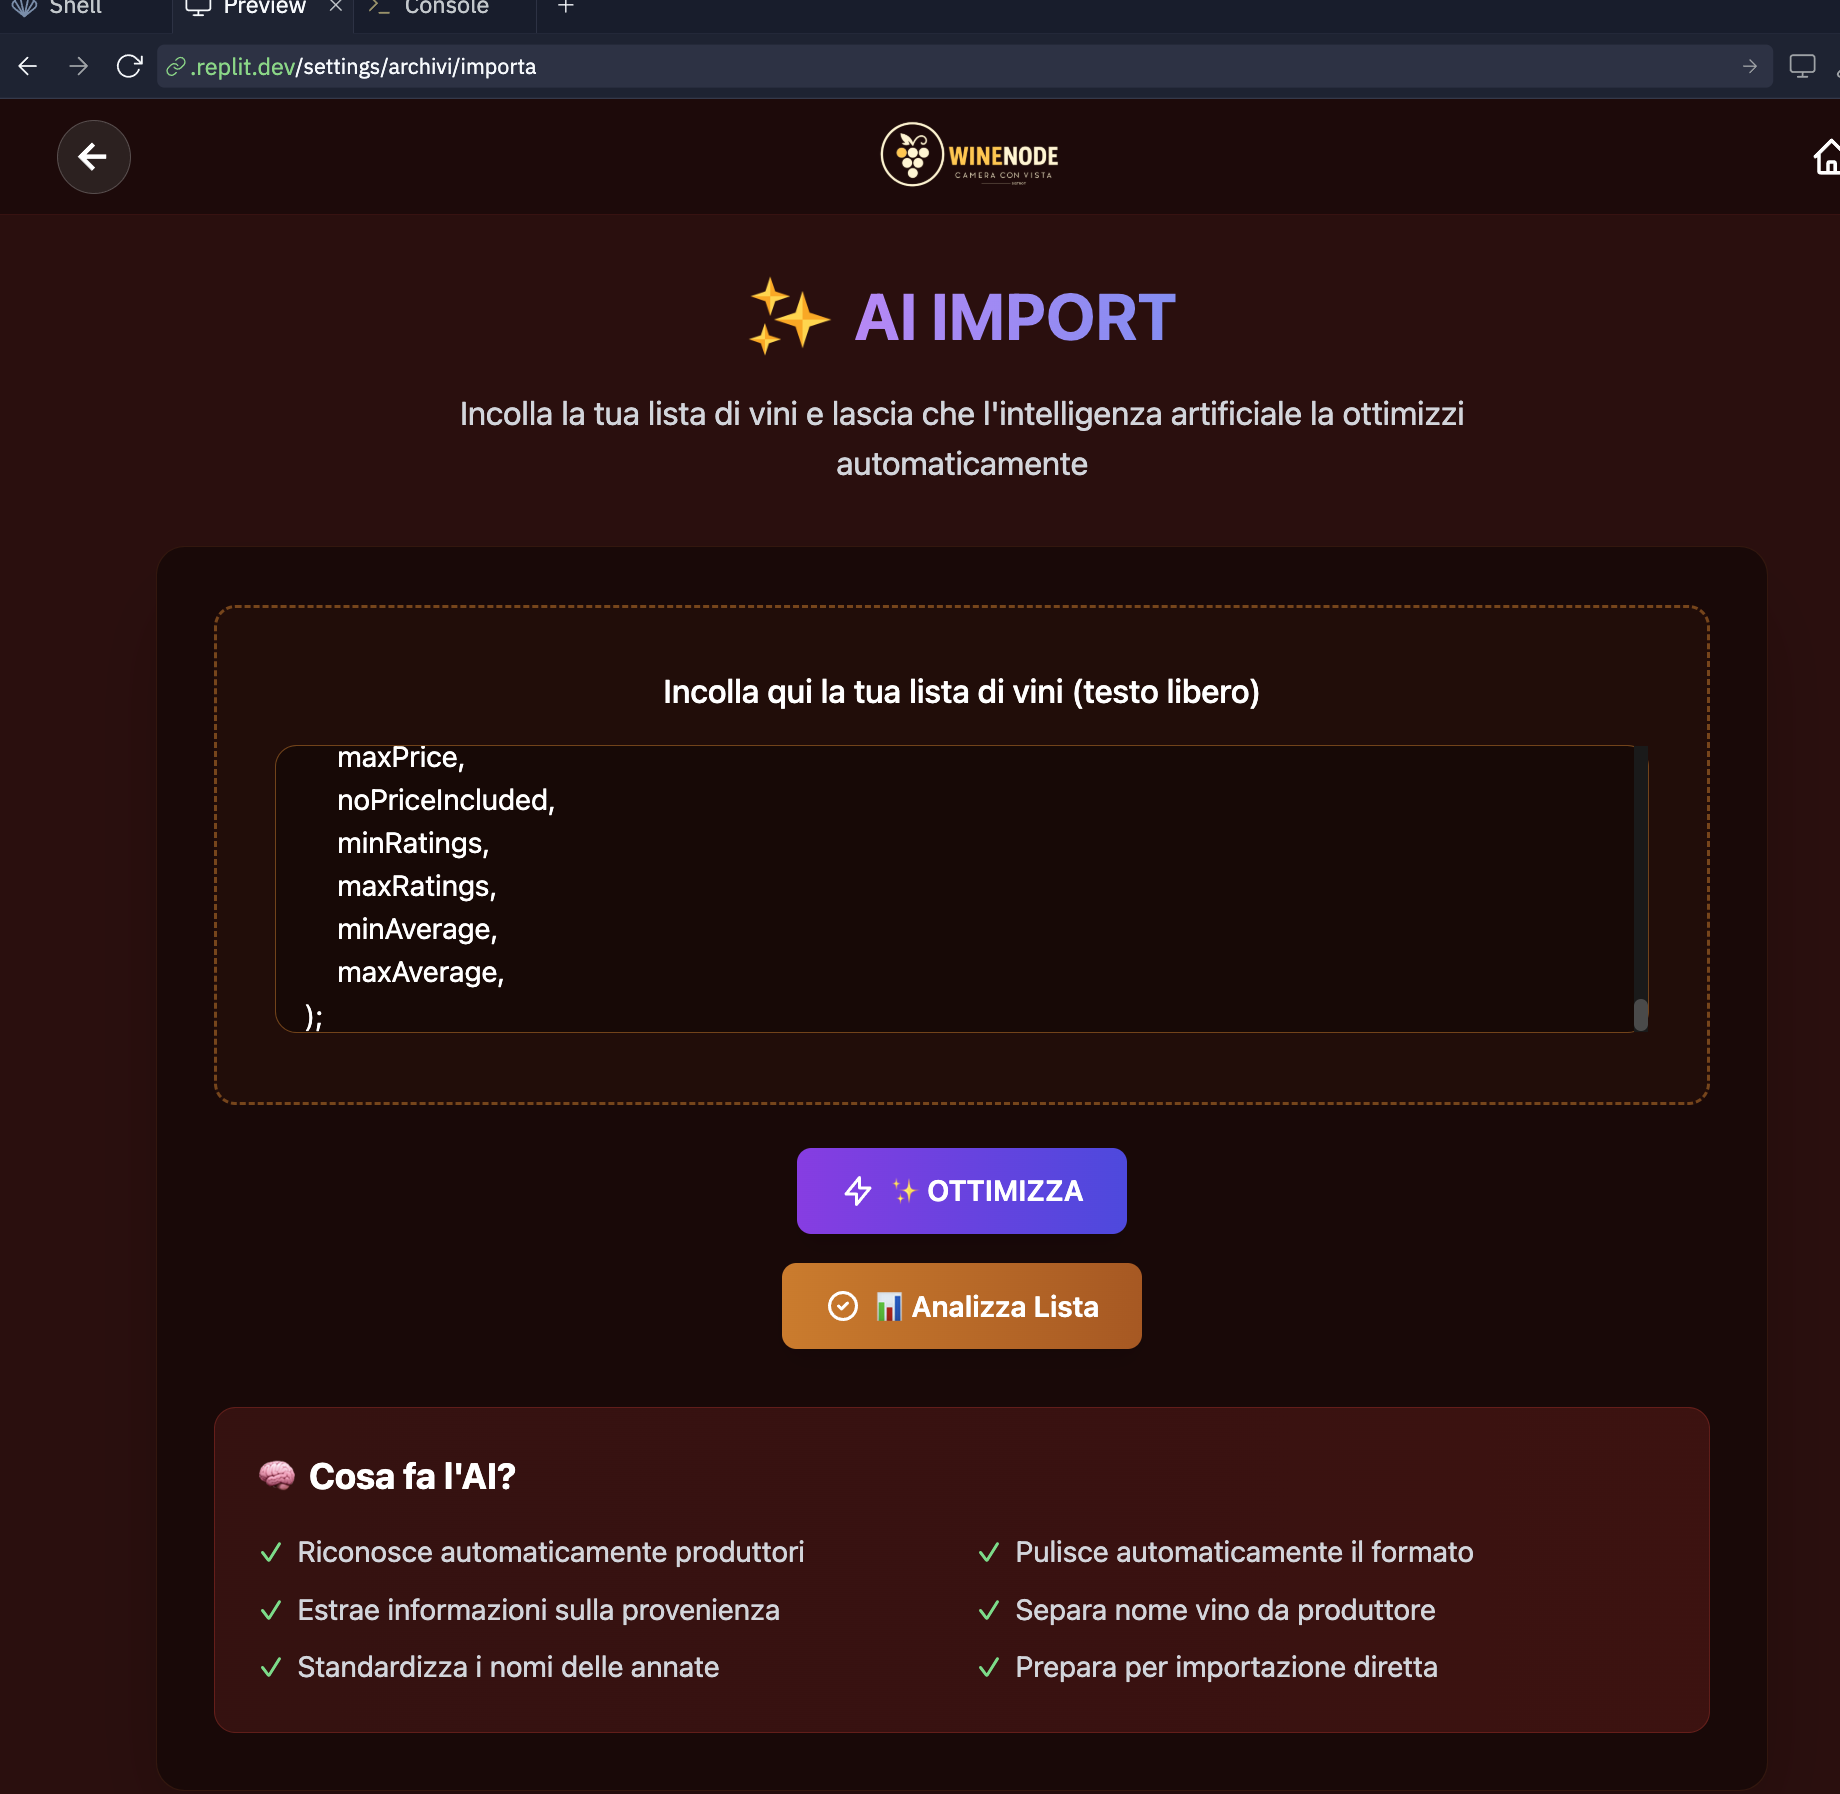 Shell
Preview
Console
.replit.dev/settings/archivi/importa
WINENODE
CAMERA CON VISTA
✨ AI IMPORT
Incolla la tua lista di vini e lascia che l'intelligenza artificiale la ottimizzi
automaticamente
Incolla qui la tua lista di vini (testo libero)
maxPrice,
noPriceIncluded,
minRatings,
maxRatings,
minAverage,
maxAverage,
);
✨ OTTIMIZZA
📊 Analizza Lista
🧠 Cosa fa l'AI?
✓ Riconosce automaticamente produttori
✓ Estrae informazioni sulla provenienza
✓ Standardizza i nomi delle annate
✓ Pulisce automaticamente il formato
✓ Separa nome vino da produttore
✓ Prepara per importazione diretta